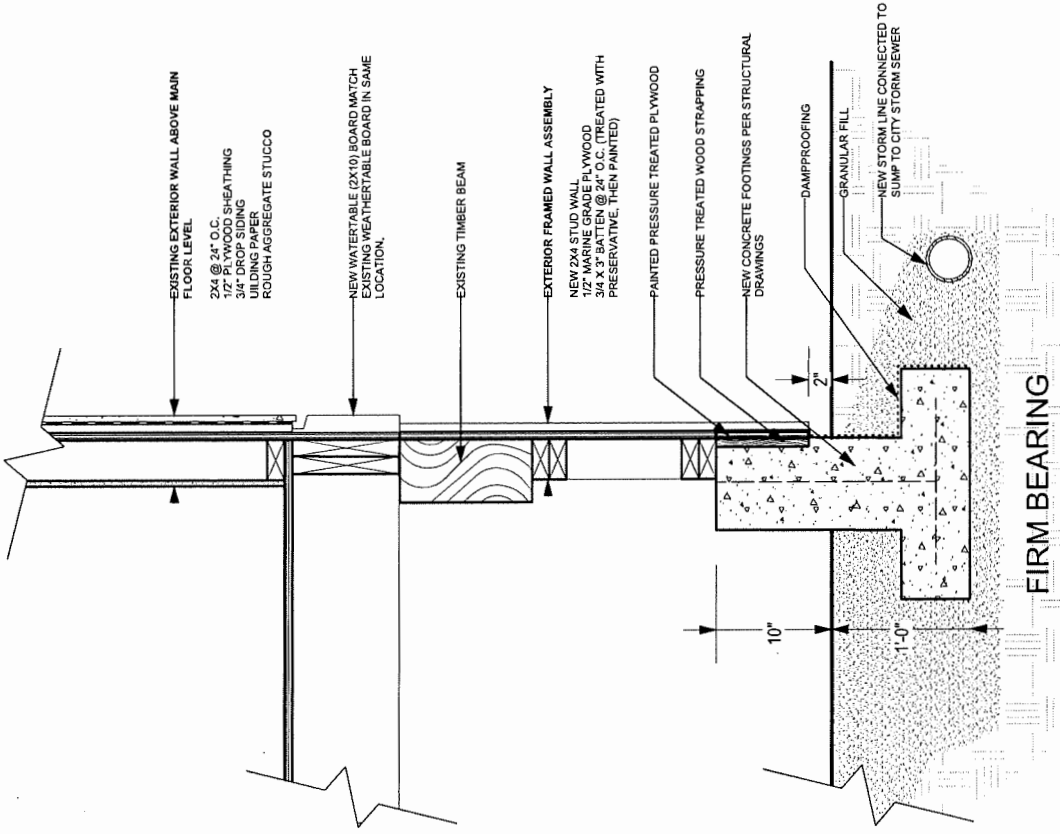 EXISTING EXTERIOR WALL ABOVE MAIN
FLOOR LEVEL
2X4 @ 24" O.C.
1/2" PLYWOOD SHEATHING
3/4" DROP SIDING
UILDING PAPER
ROUGH AGGREGATE STUCCO
NEW WATERTABLE (2X10) BOARD MATCH
EXISTING WEATHERTABLE BOARD IN SAME
LOCATION,
EXISTING TIMBER BEAM
EXTERIOR FRAMED WALL ASSEMBLY
NEW 2X4 STUD WALL
1/2" MARINE GRADE PLYWOOD
3/4 X 3" BATTEN @ 24" O.C. (TREATED WITH
PRESERVATIVE, THEN PAINTED)
PAINTED PRESSURE TREATED PLYWOOD
PRESSURE TREATED WOOD STRAPPING
NEW CONCRETE FOOTINGS PER STRUCTURAL
DRAWINGS
DAMPPROOFING
GRANULAR FILL
NEW STORM LINE CONNECTED TO
SUMP TO CITY STORM SEWER
2"
10"
1'-0"
FIRM BEARING